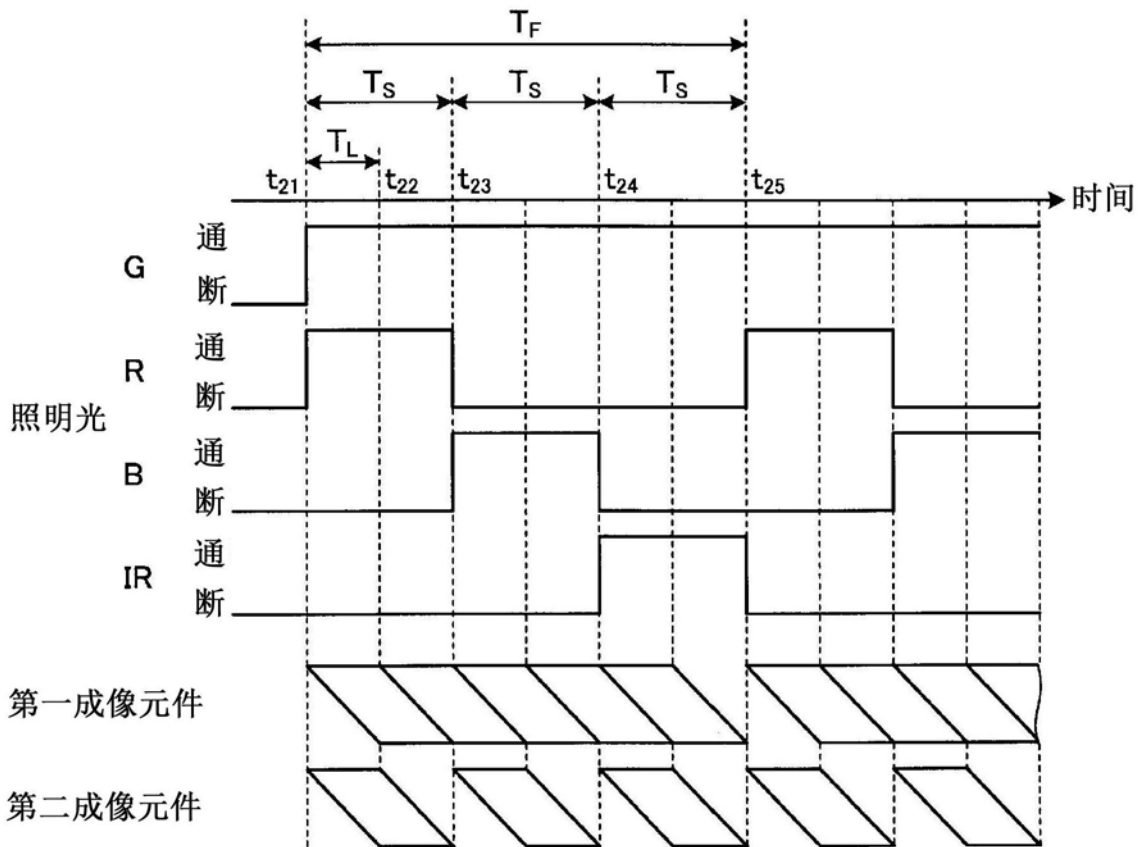 T_F
T_S T_S T_S
T_L
t_21 t_22 t_23 t_24 t_25 时间
通
G
断
通
R
断
照明光
通
B
断
通
IR
断
第一成像元件
第二成像元件